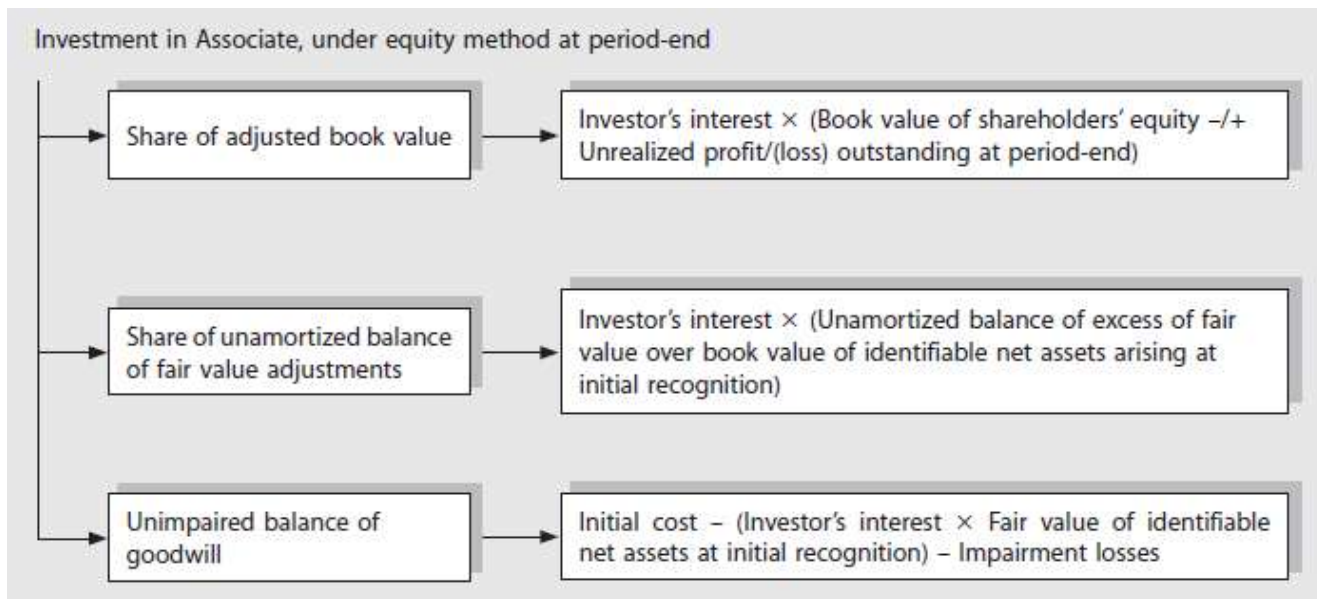 Investment in Associate, under equity method at period-end
Share of adjusted book value
Investor's interest × (Book value of shareholders' equity –/+
Unrealized profit/(loss) outstanding at period-end)
Share of unamortized balance
of fair value adjustments
Investor's interest × (Unamortized balance of excess of fair
value over book value of identifiable net assets arising at
initial recognition)
Unimpaired balance of
goodwill
Initial cost – (Investor's interest × Fair value of identifiable
net assets at initial recognition) – Impairment losses